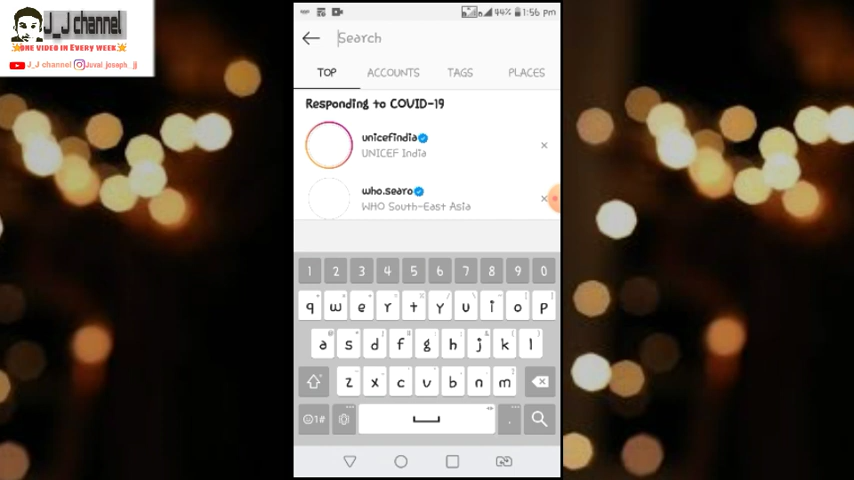 J_J channel
ONE VIDEO IN EVERY WEEK
J_J channel Juval joseph_jj
44% 1:56 pm
Search
TOP ACCOUNTS TAGS PLACES
Responding to COVID-19
unicefindia
UNICEF India
who.searo
WHO South-East Asia
1 2 3 4 5 6 7 8 9 0
q w e r t y u i o p
a s d f g h j k l
z x c v b n m
1#